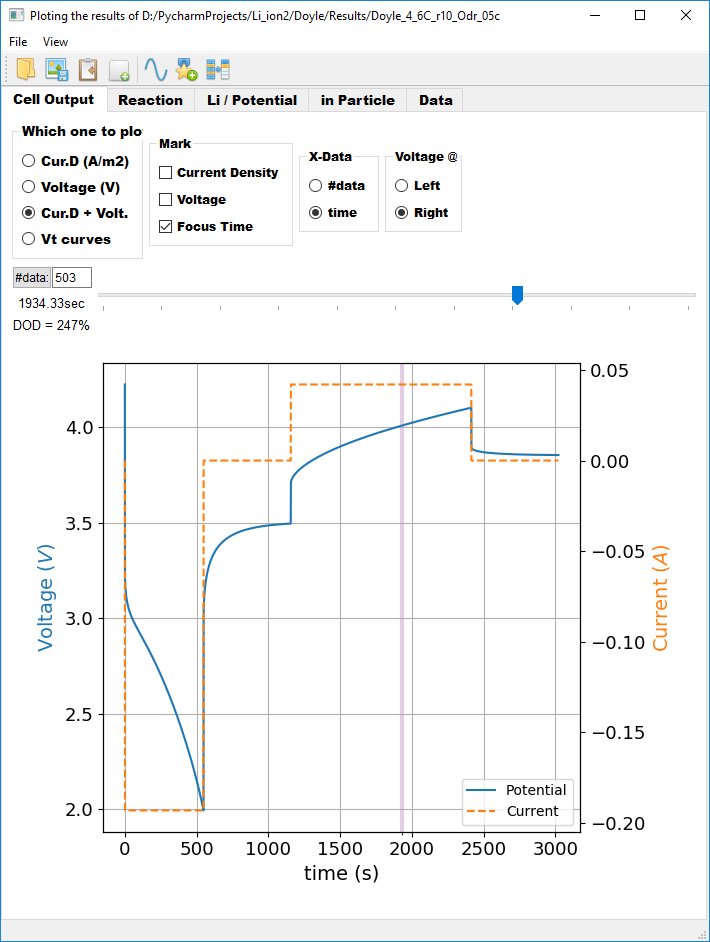 Ploting the results of D:/PycharmProjects/Li_ion2/Doyle/Results/Doyle_4_6C_r10_Odr_05c
File View
Cell Output Reaction Li / Potential in Particle Data
Which one to plo
Cur.D (A/m2)
Voltage (V)
Cur.D + Volt.
Vt curves
Mark
Current Density
Voltage
Focus Time
X-Data
#data
time
Voltage @
Left
Right
#data: 503
1934.33sec
DOD = 247%
Voltage (V)
4.0
3.5
3.0
2.5
2.0
0.05
0.00
−0.05
−0.10
−0.15
−0.20
Current (A)
Potential
Current
0 500 1000 1500 2000 2500 3000
time (s)